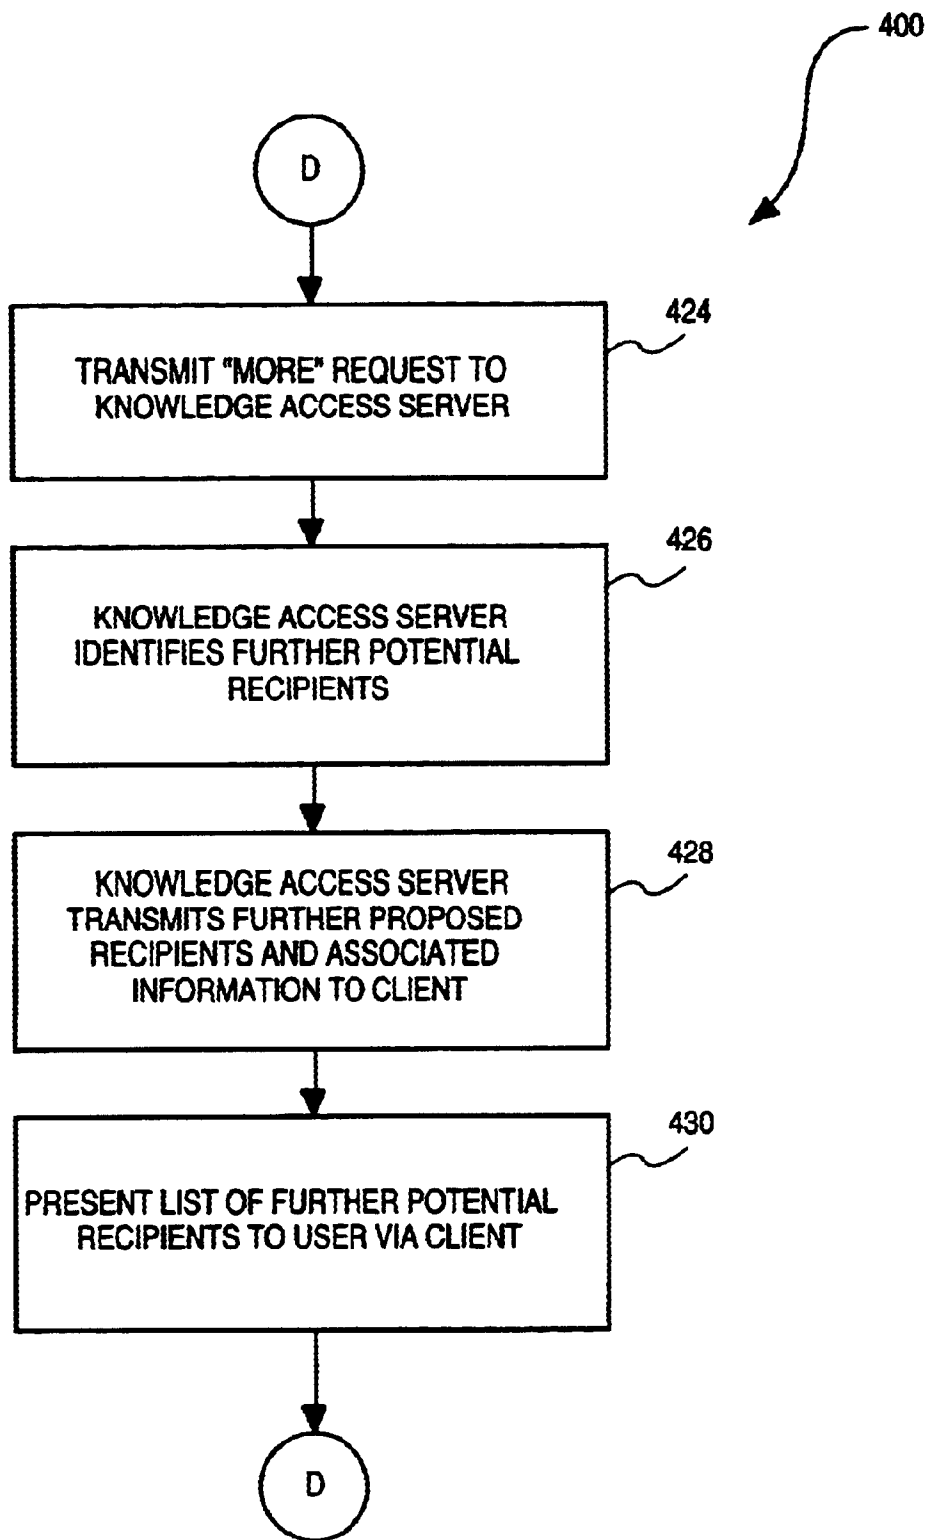 400
D
424
TRANSMIT "MORE" REQUEST TO
KNOWLEDGE ACCESS SERVER
426
KNOWLEDGE ACCESS SERVER
IDENTIFIES FURTHER POTENTIAL
RECIPIENTS
428
KNOWLEDGE ACCESS SERVER
TRANSMITS FURTHER PROPOSED
RECIPIENTS AND ASSOCIATED
INFORMATION TO CLIENT
430
PRESENT LIST OF FURTHER POTENTIAL
RECIPIENTS TO USER VIA CLIENT
D